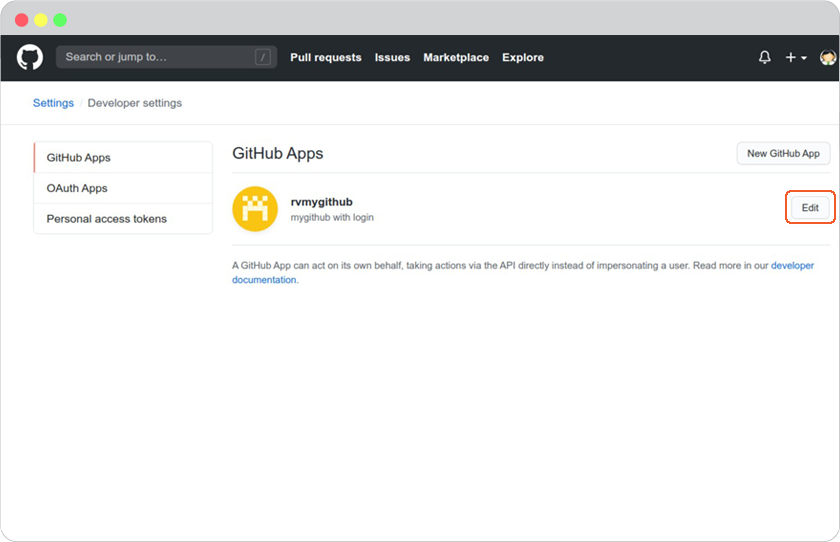 Search or jump to… / Pull requests Issues Marketplace Explore
Settings / Developer settings
GitHub Apps
OAuth Apps
Personal access tokens
GitHub Apps New GitHub App
rvmygithub
mygithub with login
Edit
A GitHub App can act on its own behalf, taking actions via the API directly instead of impersonating a user. Read more in our developer
documentation.